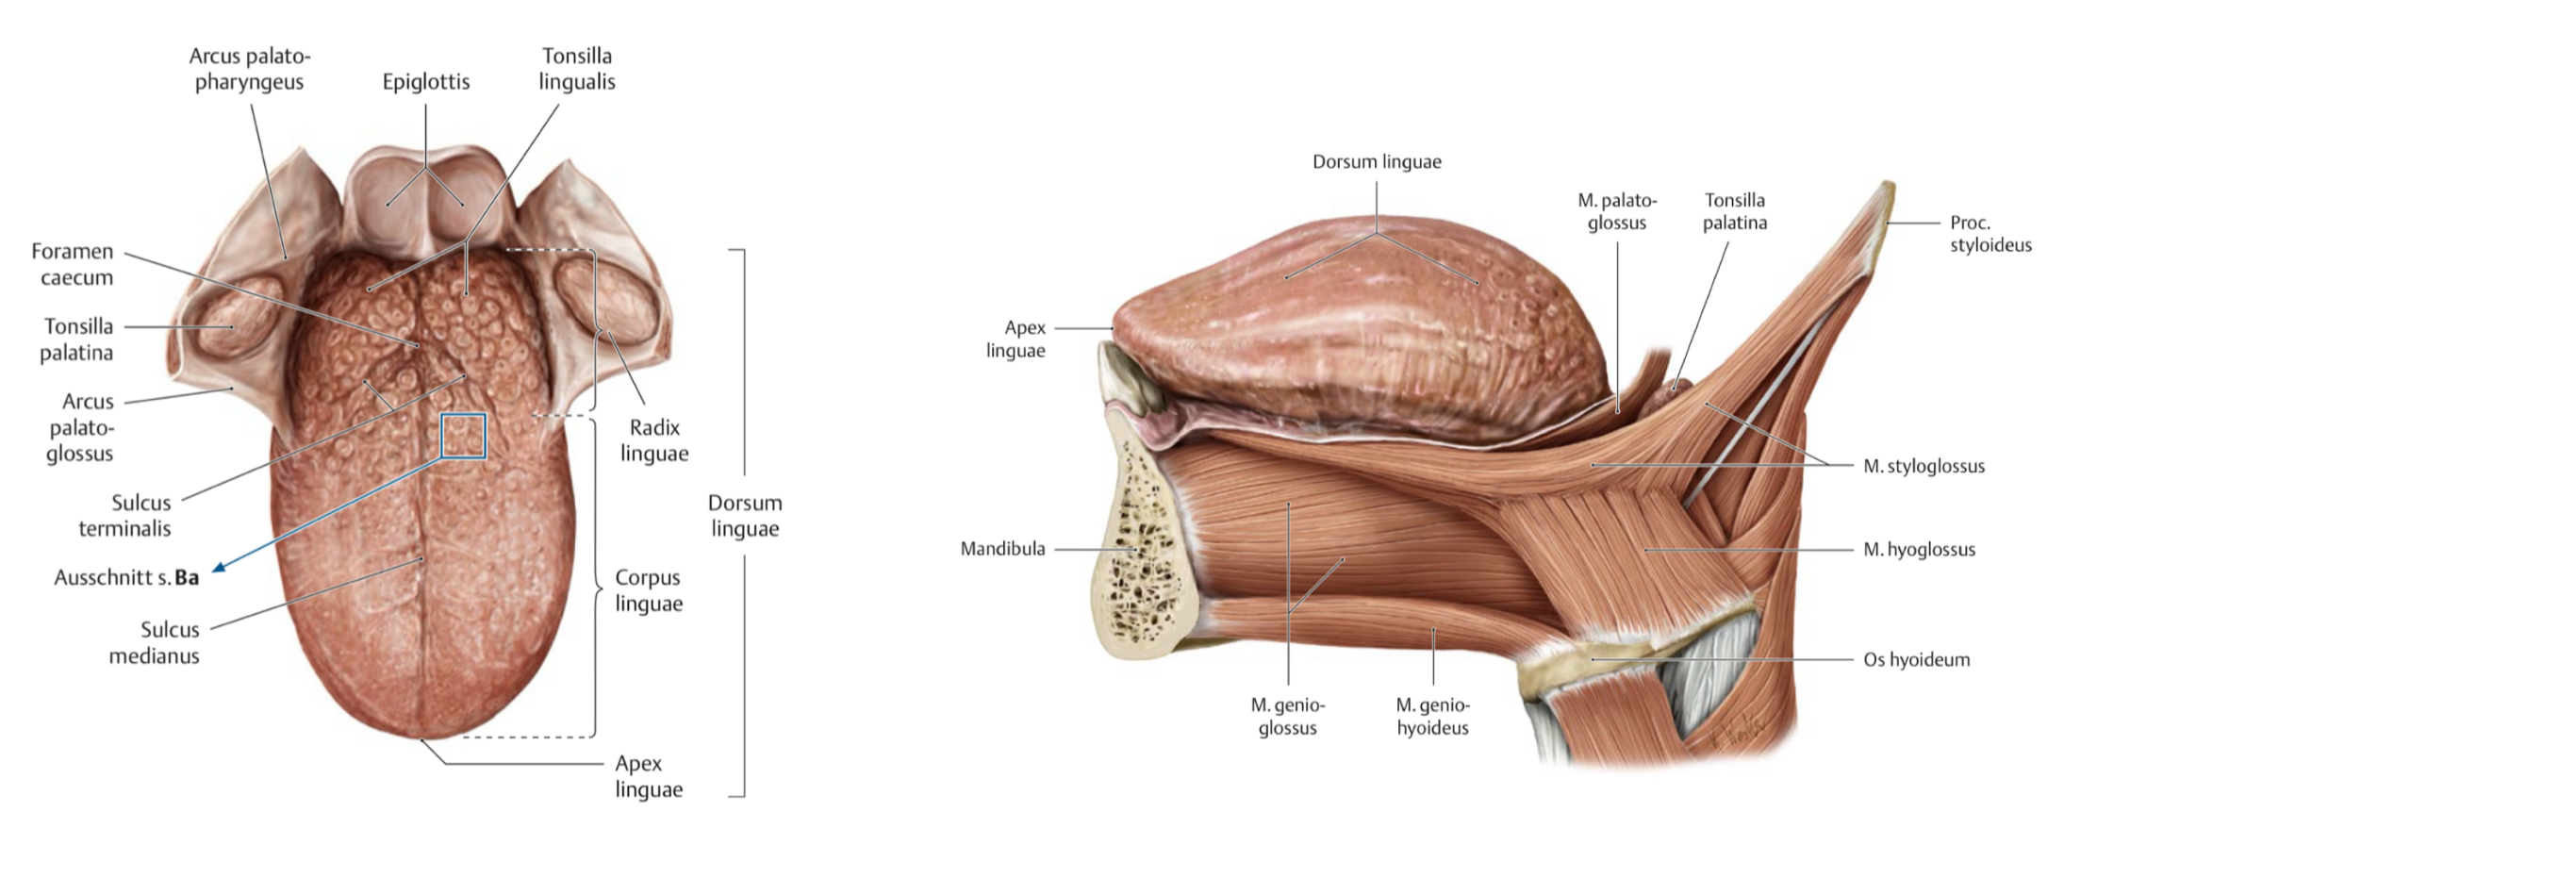 Arcus palato-
pharyngeus
Epiglottis
Tonsilla
lingualis
Foramen
caecum
Tonsilla
palatina
Arcus
palato-
glossus
Sulcus
terminalis
Ausschnitt s. Ba
Sulcus
medianus
Radix
linguae
Dorsum
linguae
Corpus
linguae
Apex
linguae
Dorsum linguae
M. palato-
glossus
Tonsilla
palatina
Proc.
styloideus
Apex
linguae
M. styloglossus
Mandibula
M. hyoglossus
Os hyoideum
M. genio-
glossus
M. genio-
hyoideus